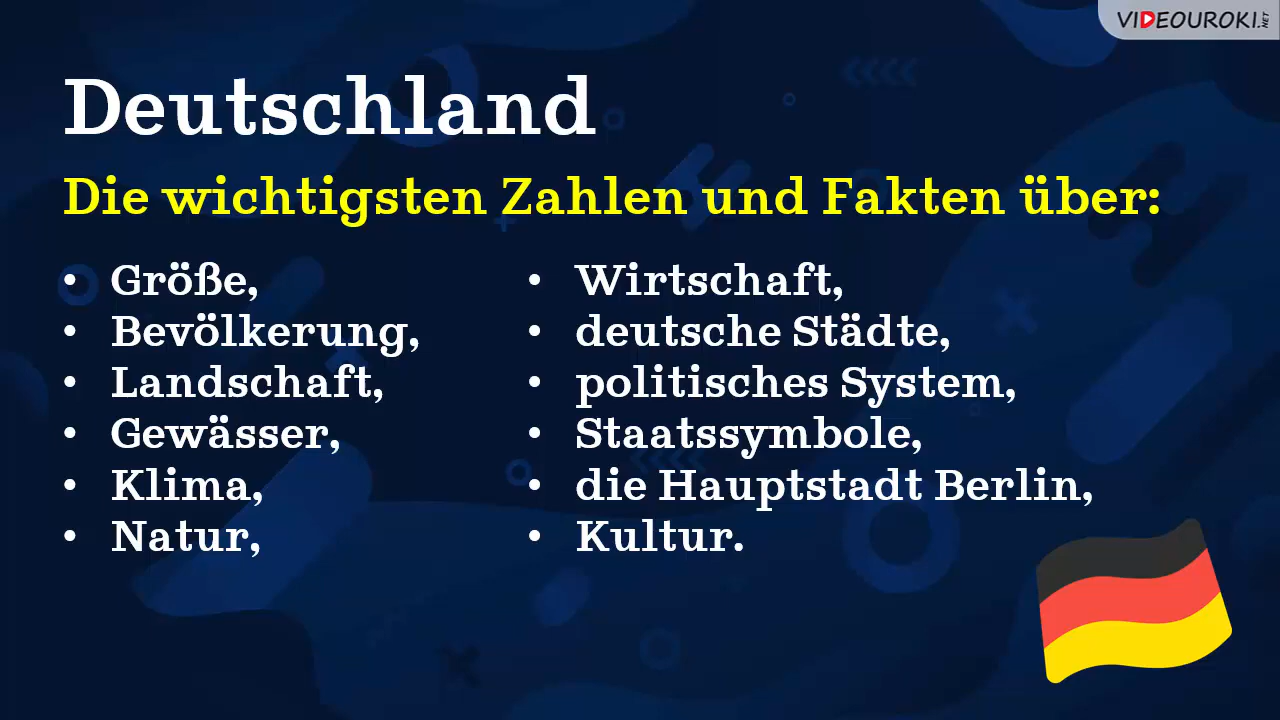 VIDEOUROKI.NET
Deutschland
Die wichtigsten Zahlen und Fakten über:
• Größe,
• Bevölkerung,
• Landschaft,
• Gewässer,
• Klima,
• Natur,
• Wirtschaft,
• deutsche Städte,
• politisches System,
• Staatssymbole,
• die Hauptstadt Berlin,
• Kultur.